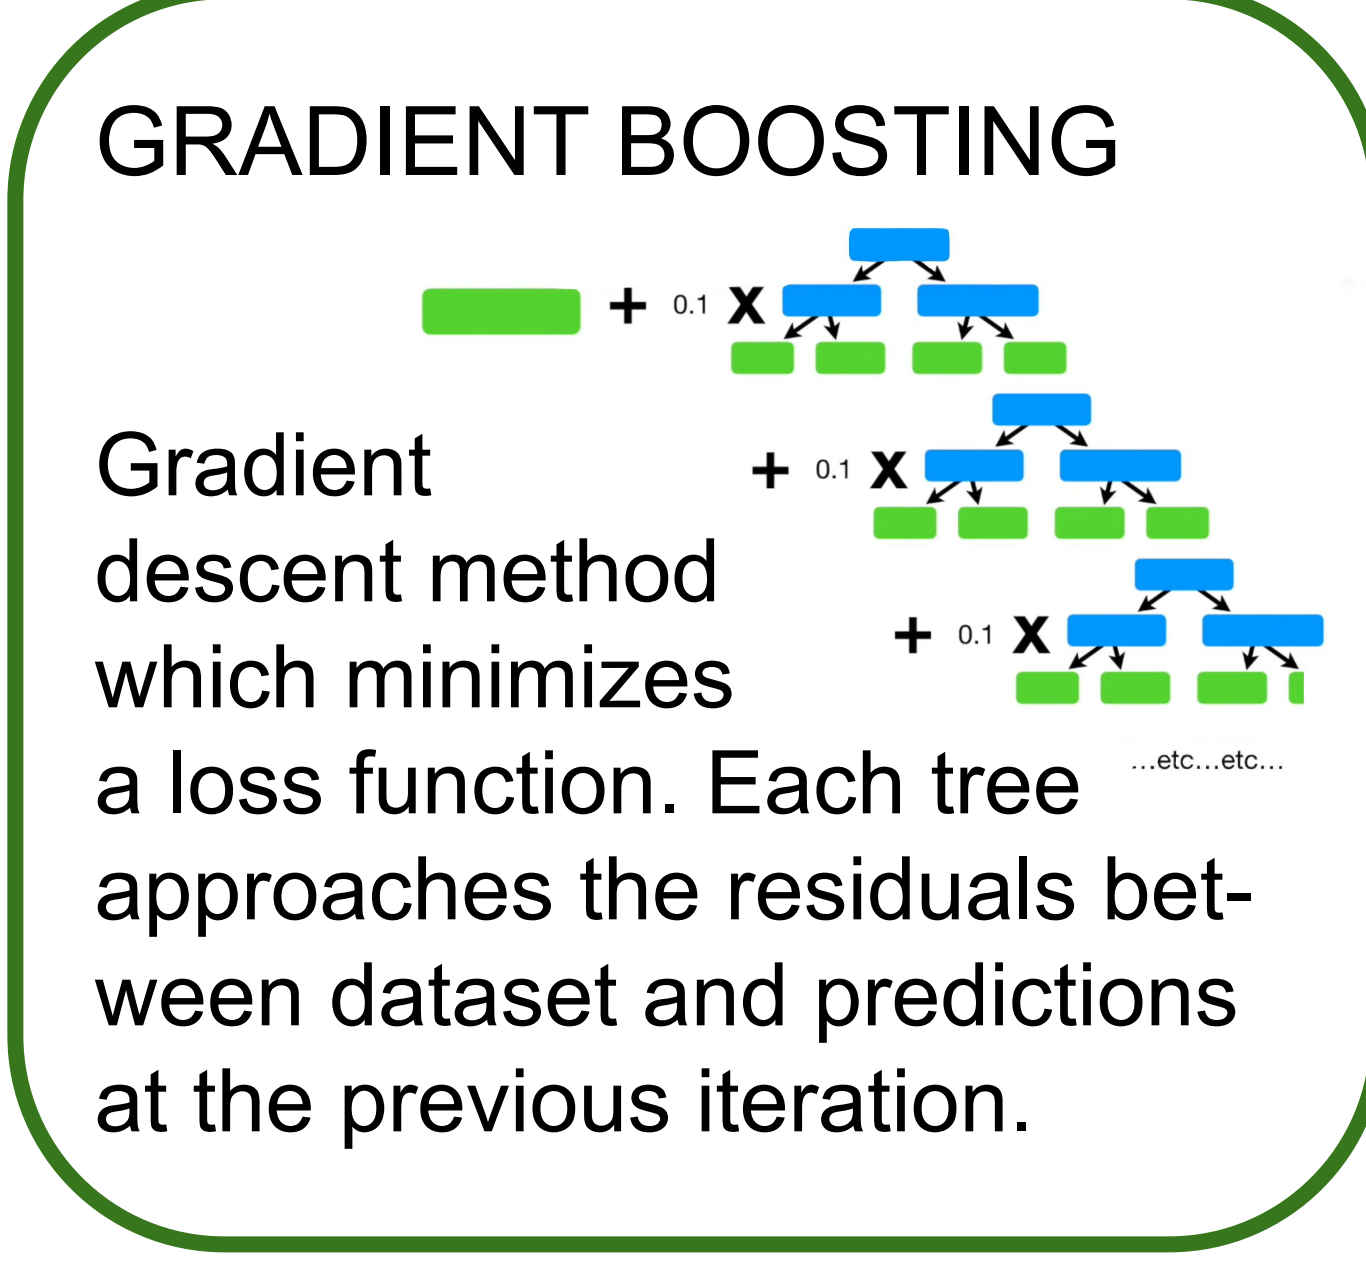 GRADIENT BOOSTING
+ 0.1 X
+ 0.1 X
+ 0.1 X
...etc...etc...
Gradient
descent method
which minimizes
a loss function. Each tree
approaches the residuals bet-
ween dataset and predictions
at the previous iteration.